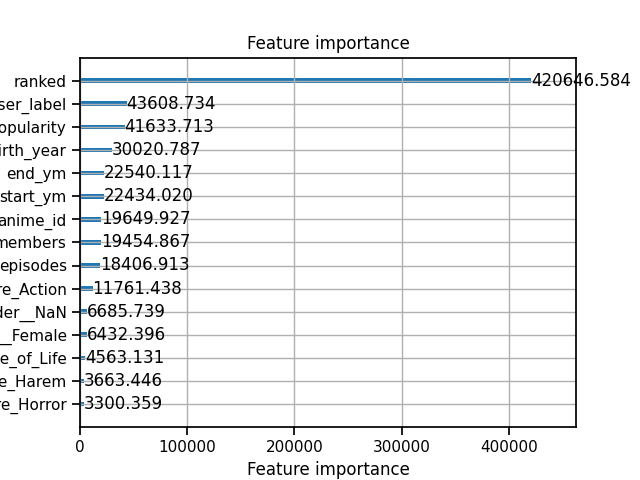 Feature importance
ranked 420646.584
ser_label 43608.734
opularity 41633.713
irth_year 30020.787
end_ym 22540.117
start_ym 22434.020
anime_id 19649.927
members 19454.867
episodes 18406.913
re_Action 11761.438
der__NaN 6685.739
__Female 6432.396
e_of_Life 4563.131
e_Harem 3663.446
re_Horror 3300.359
0 100000 200000 300000 400000
Feature importance